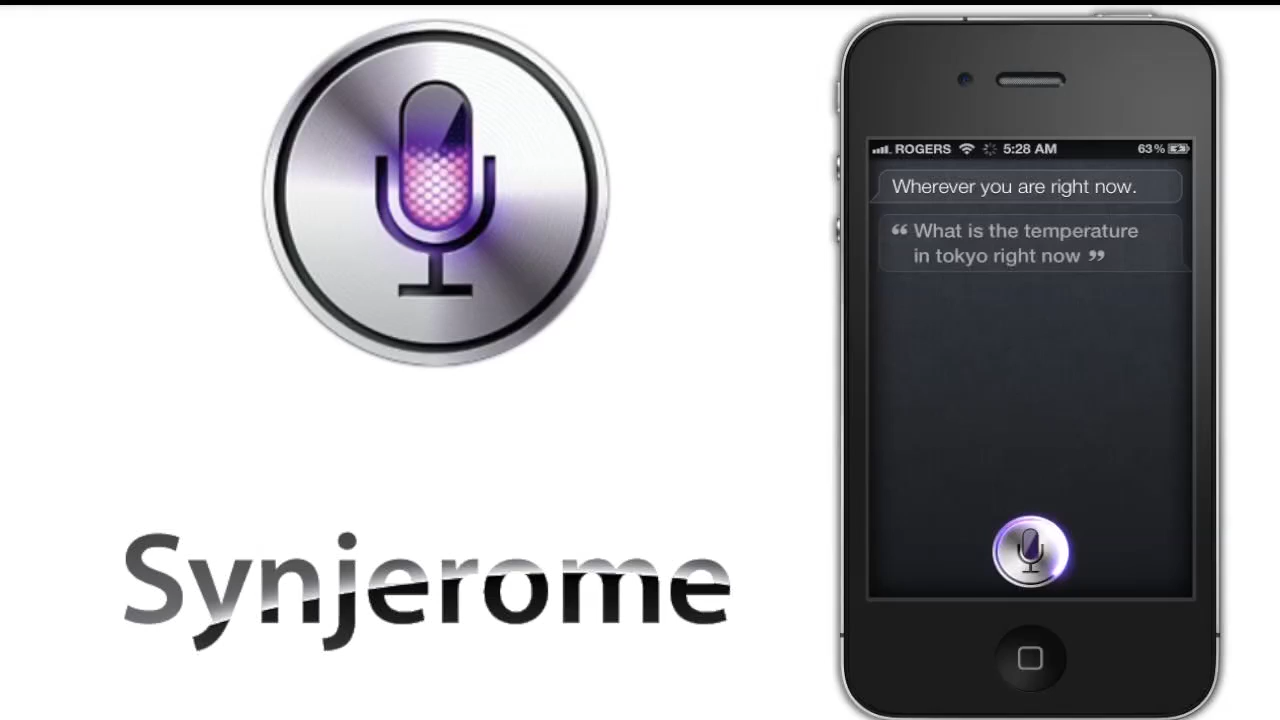 ROGERS 5:28 AM 63%
Wherever you are right now.
“ What is the temperature
in tokyo right now ”
Synjerome